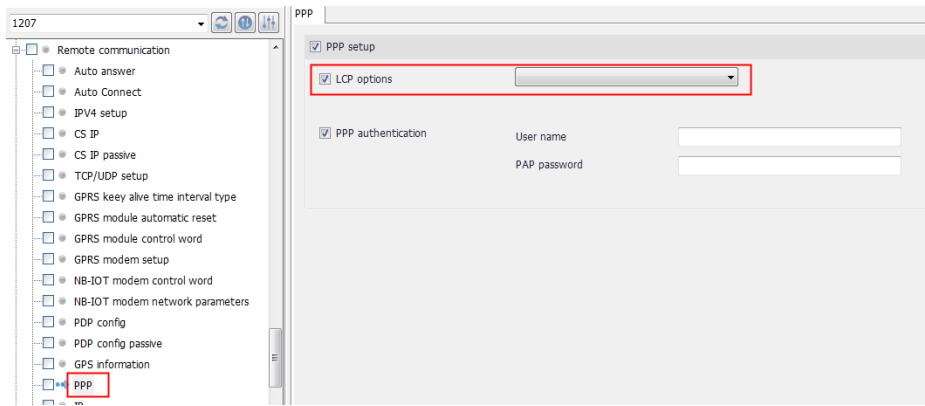 1207
Remote communication
Auto answer
Auto Connect
IPV4 setup
CS IP
CS IP passive
TCP/UDP setup
GPRS keey alive time interval type
GPRS module automatic reset
GPRS module control word
GPRS modem setup
NB-IOT modem control word
NB-IOT modem network parameters
PDP config
PDP config passive
GPS information
PPP
PPP
PPP setup
LCP options
PPP authentication
User name
PAP password